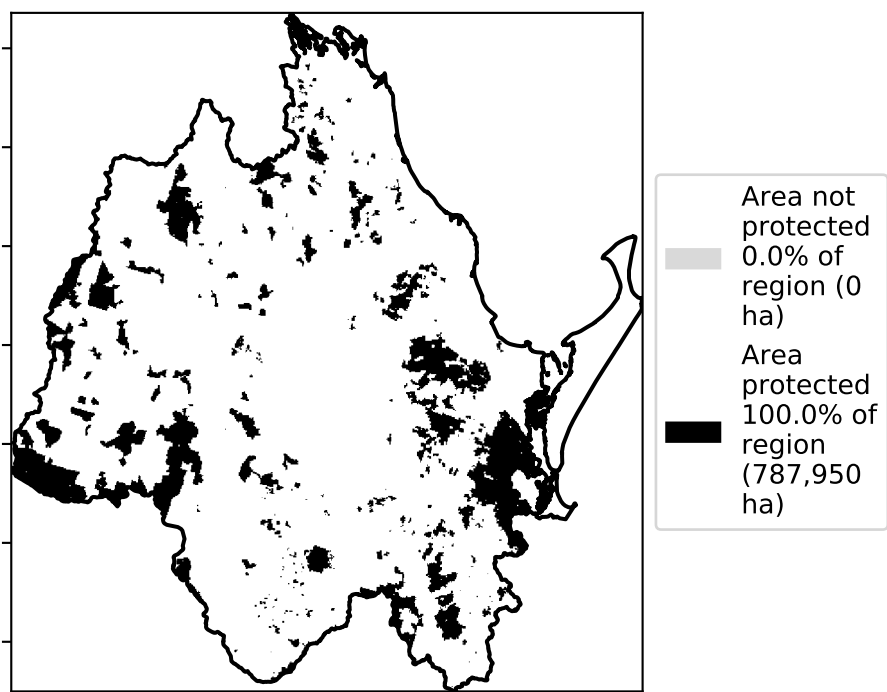 Area not
protected
0.0% of
region (0
ha)
Area
protected
100.0% of
region
(787,950
ha)